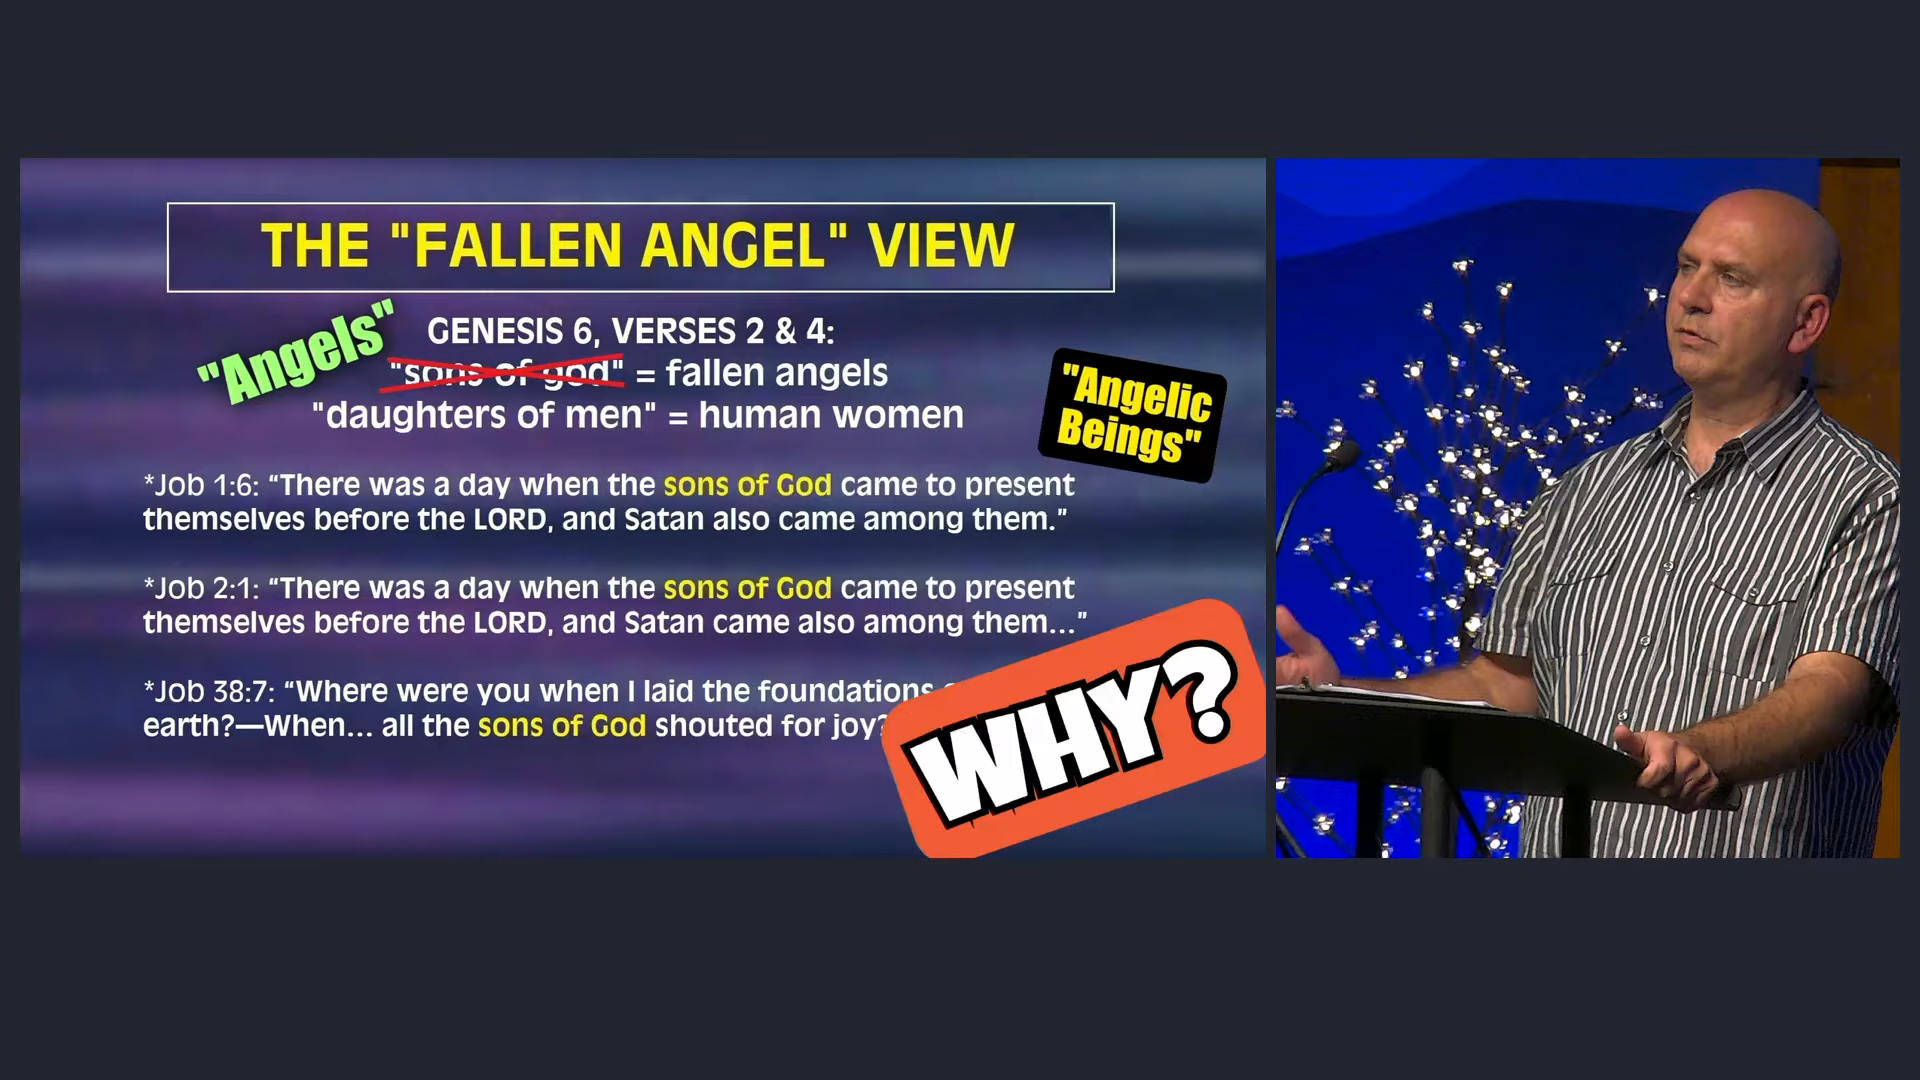 THE "FALLEN ANGEL" VIEW
"Angels"
GENESIS 6, VERSES 2 & 4:
"sons of god" = fallen angels
"daughters of men" = human women
"Angelic
Beings"
*Job 1:6: “There was a day when the sons of God came to present
themselves before the LORD, and Satan also came among them.”
*Job 2:1: “There was a day when the sons of God came to present
themselves before the LORD, and Satan came also among them...”
*Job 38:7: “Where were you when I laid the foundations
earth?—When... all the sons of God shouted for joy?
WHY?